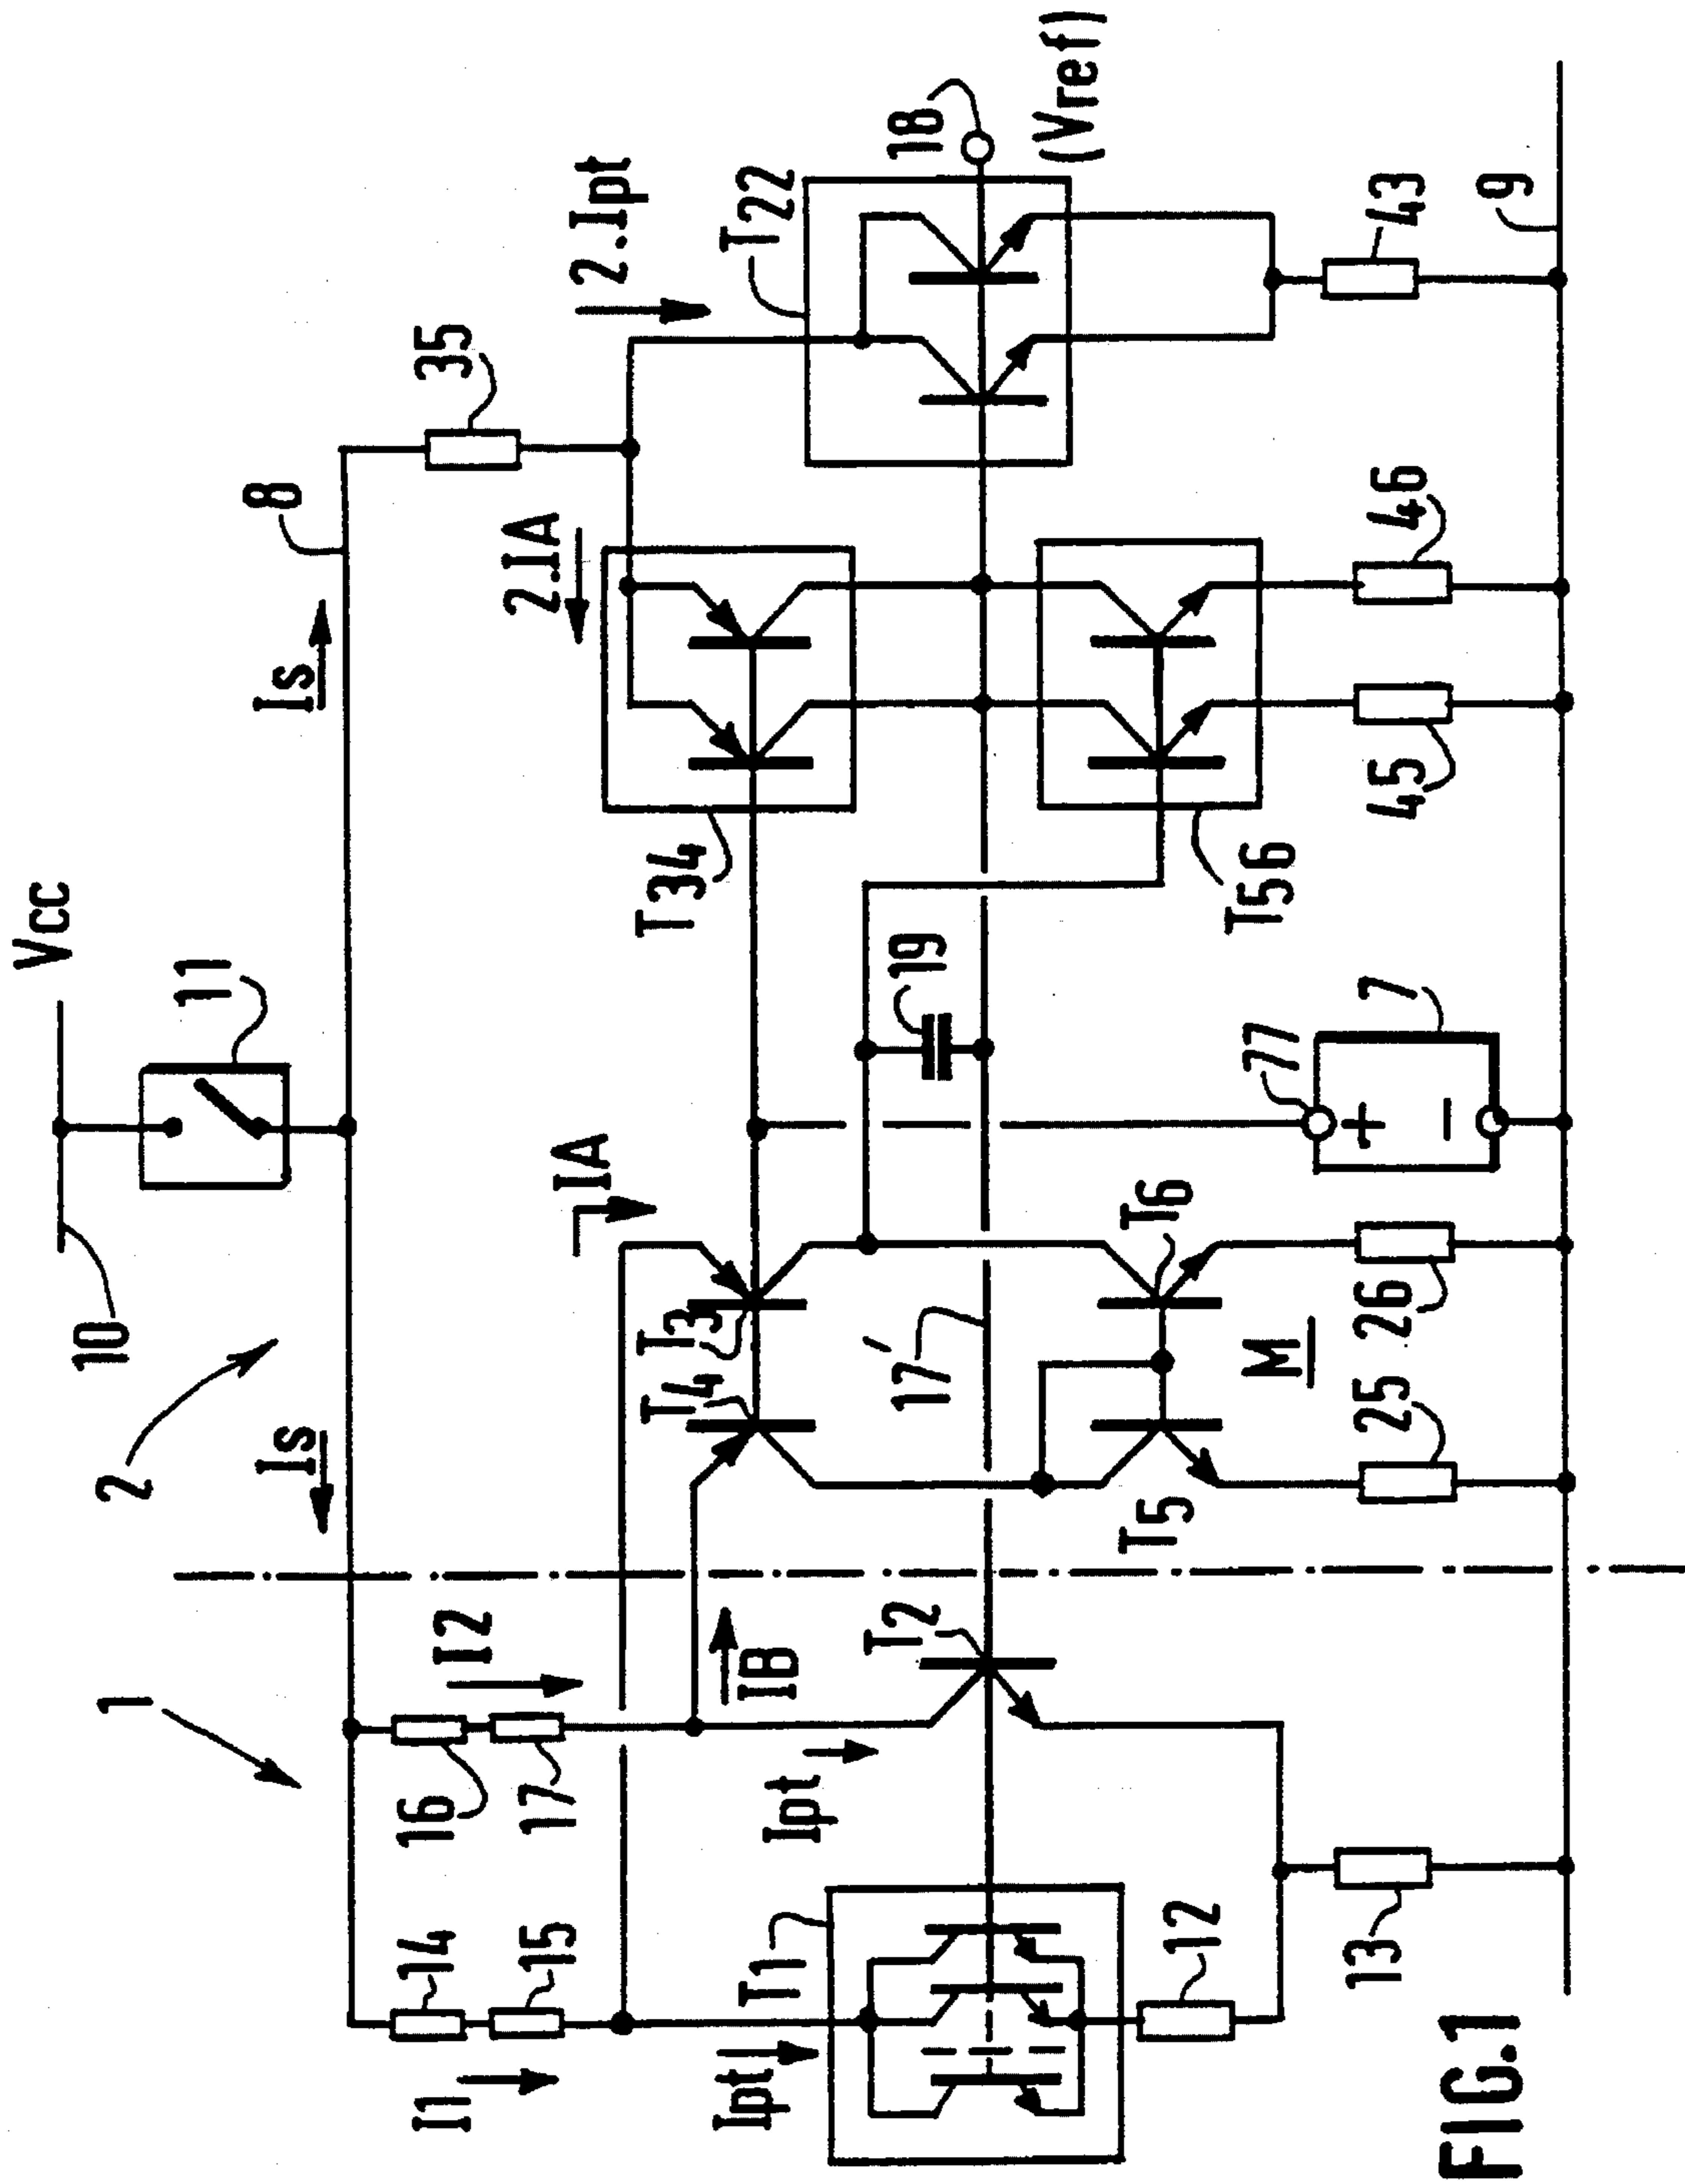 Vcc
10
11
2
1
Is
Is
8
35
14
15
I1
16
17
I2
IB
IA
2.IA
2.Ipt
T4
T3
T34
T22
18
(Vref)
T1
Ipt
Ipt
T2
17'
19
T5
T6
M
T56
77
+
−
7
12
13
25
26
45
46
43
9
FIG.1